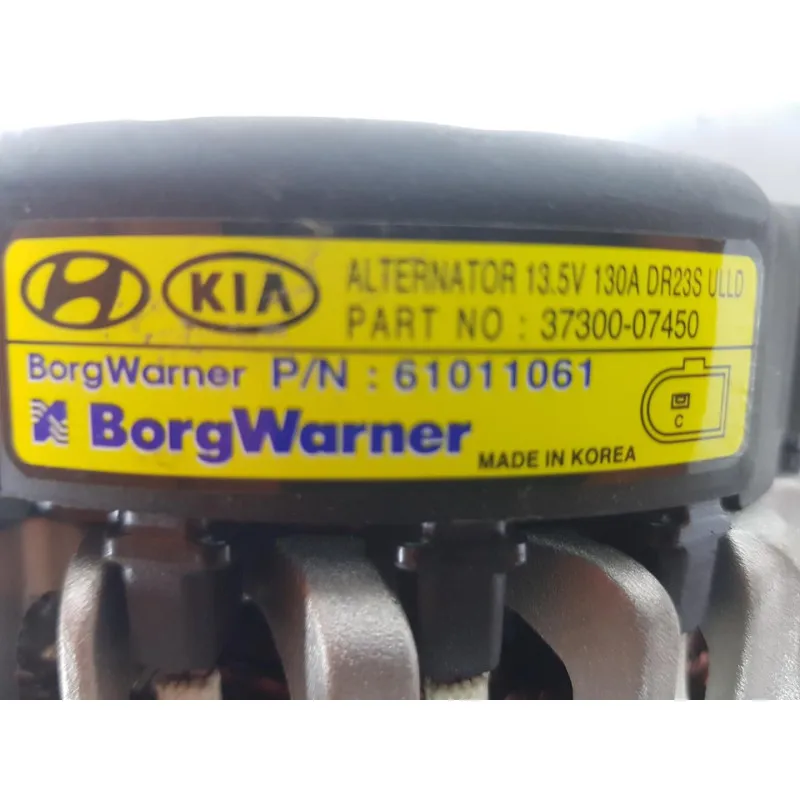 KIA
ALTERNATOR 13.5V 130A DR23S ULLD
PART NO : 37300-07450
BorgWarner P/N : 61011061
BorgWarner
C
MADE IN KOREA